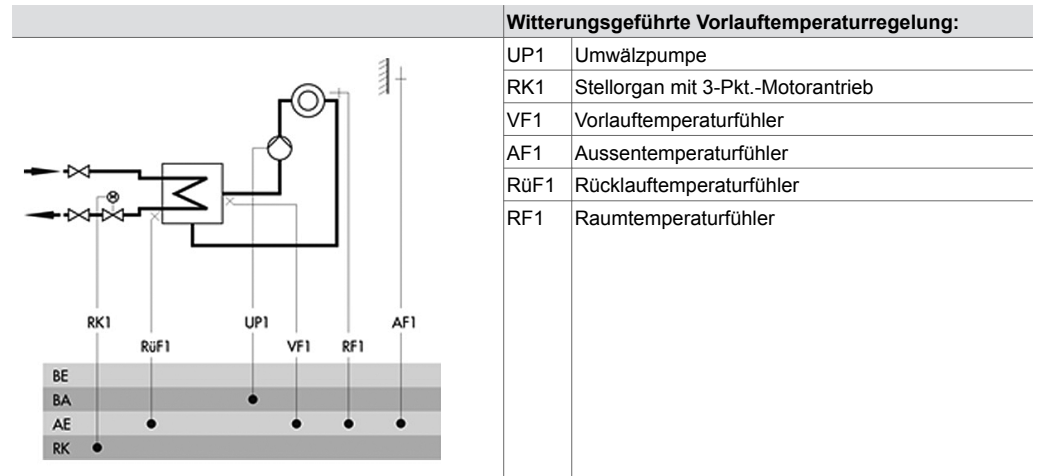 Witterungsgeführte Vorlauftemperaturregelung:
UP1 Umwälzpumpe
RK1 Stellorgan mit 3-Pkt.-Motorantrieb
VF1 Vorlauftemperaturfühler
AF1 Aussentemperaturfühler
RüF1 Rücklauftemperaturfühler
RF1 Raumtemperaturfühler
RK1 UP1 AF1
RüF1 VF1 RF1
BE
BA
AE
RK